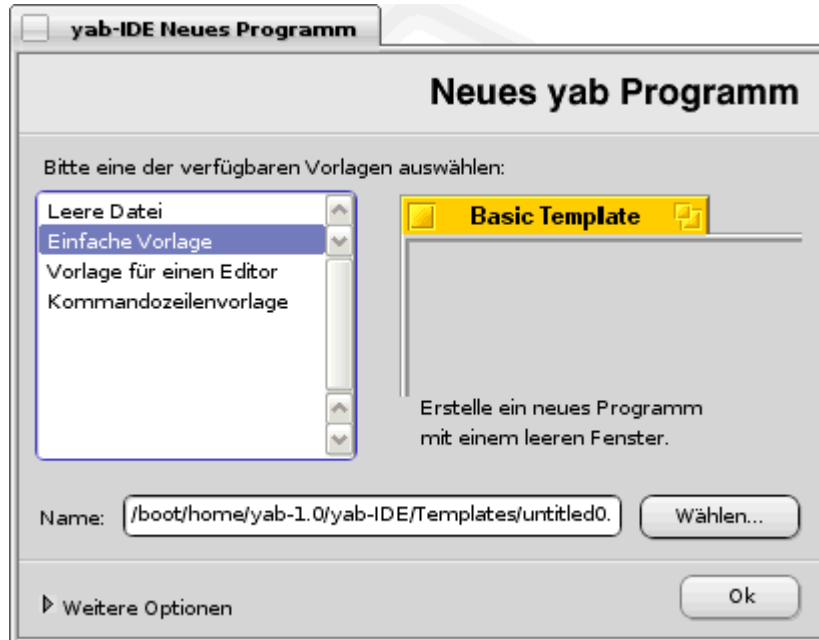 yab-IDE Neues Programm
Neues yab Programm
Bitte eine der verfügbaren Vorlagen auswählen:
Leere Datei
Einfache Vorlage
Vorlage für einen Editor
Kommandozeilenvorlage
Basic Template
Erstelle ein neues Programm
mit einem leeren Fenster.
Name: /boot/home/yab-1.0/yab-IDE/Templates/untitled0. Wählen...
Weitere Optionen Ok